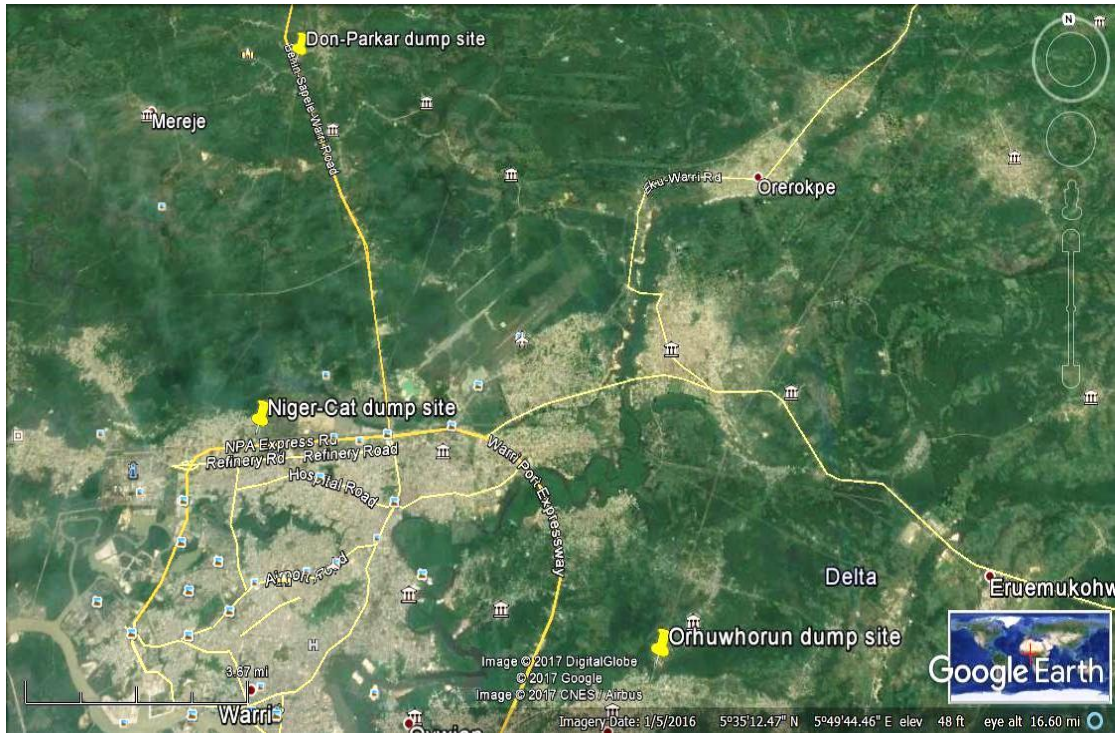 N
Don-Parkar dump site
Benin-Sapele-Warri Road
Mereje
Eku-Warri Rd
Orerokpe
Niger-Cat dump site
NPA Express Rd
Refinery Rd
Refinery Road
Hospital Road
Warri Port Expressway
Airport Road
Delta
Eruemukohw
Orhuwhorun dump site
H
3.67 mi
Warri
Image © 2017 DigitalGlobe
© 2017 Google
Image © 2017 CNES / Airbus
Google Earth
Imagery Date: 1/5/2016 5°35'12.47" N 5°49'44.46" E elev 48 ft eye alt 16.60 mi